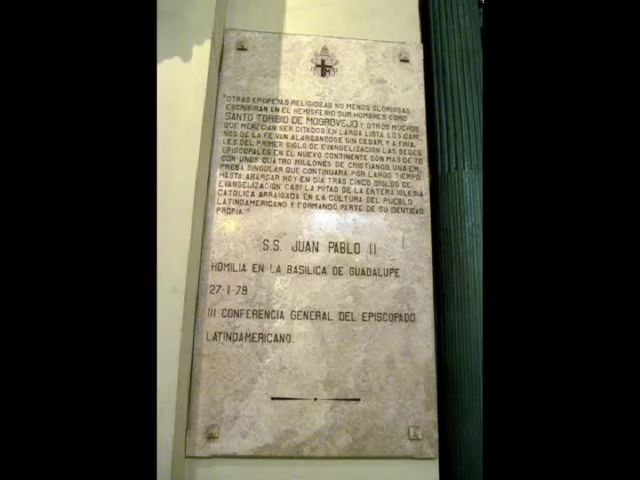 "OTRAS EPOPEYAS RELIGIOSAS NO MENOS GLORIOSAS
ESCRIBIRAN EN EL HEMISFERIO SUR HOMBRES COMO
SANTO TORIBIO DE MOGROVEJO Y OTROS MUCHOS
QUE MERECIAN SER CITADOS EN LARGA LISTA. LOS CAMI_
NOS DE LA FE VAN ALARGANDOSE SIN CESAR, Y A FINA_
LES DEL PRIMER SIGLO DE EVANGELIZACION LAS SEDES
EPISCOPALES EN EL NUEVO CONTINENTE CON MAS DE 70
CON UNOS CUATRO MILLONES DE CRISTIANOS. UNA EM_
PRESA SINGULAR QUE CONTINUARA POR LARGO TIEMPO,
HASTA ABARCAR HOY EN DIA TRAS CINCO SIGLOS DE
EVANGELIZACION CASI LA MITAD DE LA ENTERA IGLESIA
CATOLICA ARRAIGADA EN LA CULTURA DEL PUEBLO
LATINOAMERICANO Y FORMANDO PARTE DE SU IDENTIDAD
PROPIA."
S.S. JUAN PABLO II
HOMILIA EN LA BASILICA DE GUADALUPE
27-I-79
III CONFERENCIA GENERAL DEL EPISCOPADO
LATINOAMERICANO.